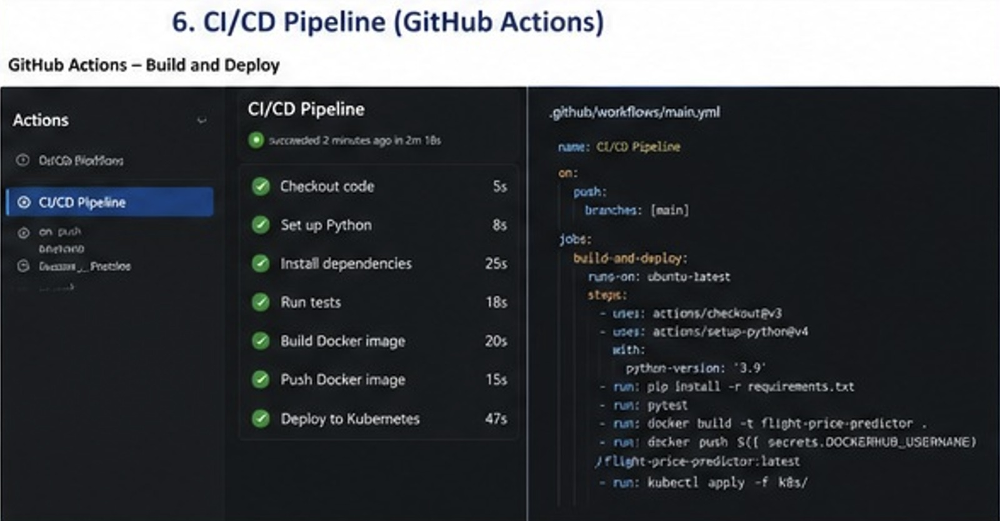 6. CI/CD Pipeline (GitHub Actions)
GitHub Actions – Build and Deploy
Actions
CI/CD Pipeline
on push
CI/CD Pipeline
succeeded 2 minutes ago in 2m 18s
Checkout code 5s
Set up Python 8s
Install dependencies 25s
Run tests 18s
Build Docker image 20s
Push Docker image 15s
Deploy to Kubernetes 47s
.github/workflows/main.yml
name: CI/CD Pipeline
on:
push:
branches: [main]
jobs:
build-and-deploy:
runs-on: ubuntu-latest
steps:
- uses: actions/checkout@v3
- uses: actions/setup-python@v4
with:
python-version: '3.9'
- run: pip install -r requirements.txt
- run: pytest
- run: docker build -t flight-price-predictor .
- run: docker push ${{ secrets.DOCKERHUB_USERNAME}
/flight-price-predictor:latest
- run: kubectl apply -f k8s/